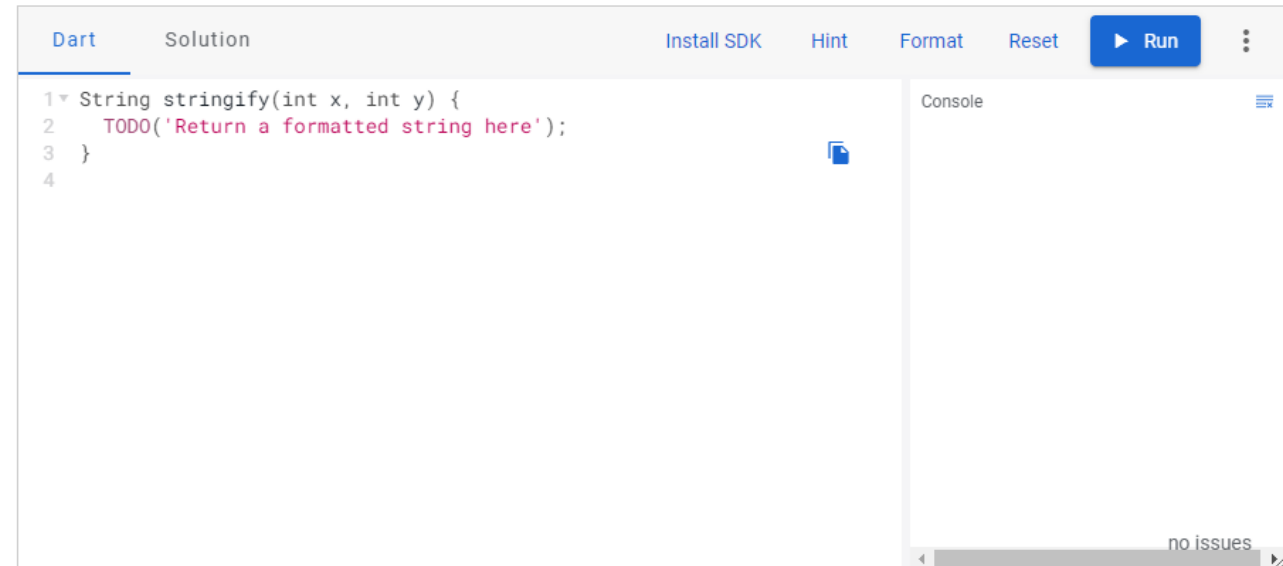 Dart Solution Install SDK Hint Format Reset Run
1 String stringify(int x, int y) {
2 TODO('Return a formatted string here');
3 }
4
Console
no issues